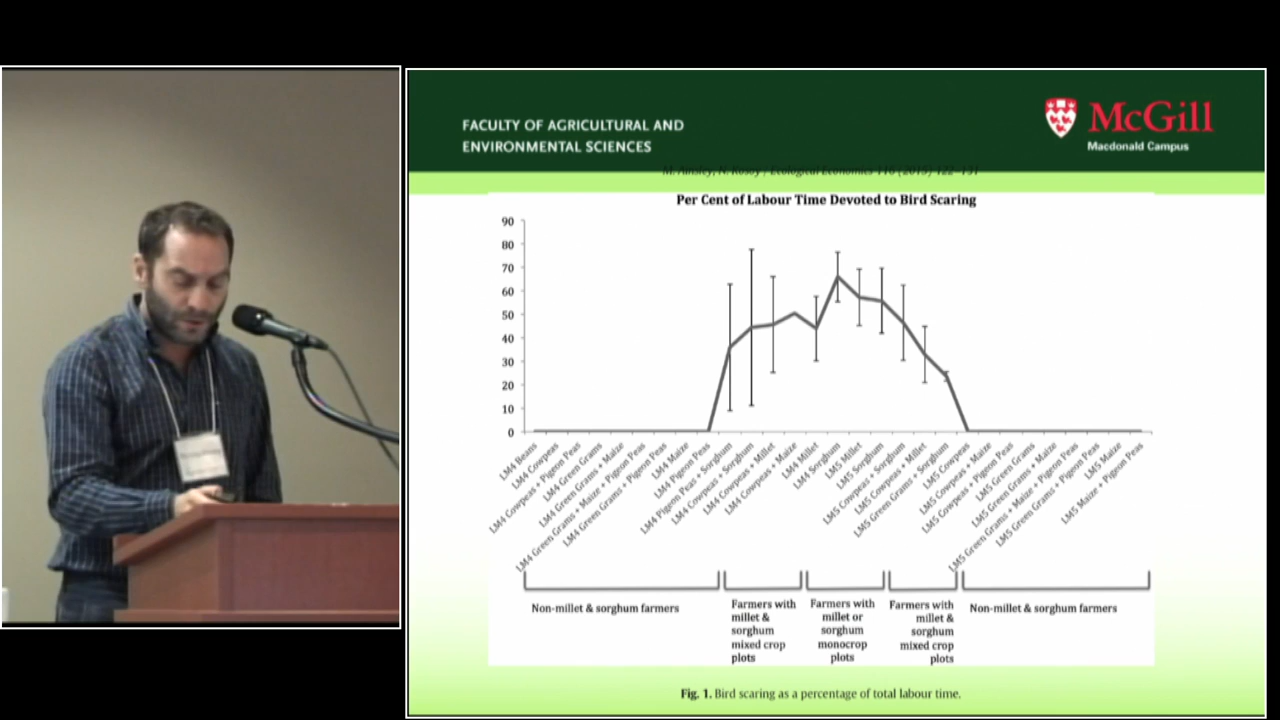 FACULTY OF AGRICULTURAL AND
ENVIRONMENTAL SCIENCES
McGill
Macdonald Campus
M. Ainsley, N. Kosoy / Ecological Economics 116 (2015) 122–131
Per Cent of Labour Time Devoted to Bird Scaring
90
80
70
60
50
40
30
20
10
0
LM4 Beans
LM4 Cowpeas
LM4 Cowpeas + Pigeon Peas
LM4 Green Grams
LM4 Green Grams + Maize
LM4 Green Grams + Maize + Pigeon Peas
LM4 Green Grams + Pigeon Peas
LM4 Maize
LM4 Pigeon Peas
LM4 Pigeon Peas + Sorghum
LM4 Cowpeas + Sorghum
LM4 Cowpeas + Millet
LM4 Cowpeas + Maize
LM4 Millet
LM4 Sorghum
LM5 Millet
LM5 Sorghum
LM5 Cowpeas + Sorghum
LM5 Cowpeas + Millet
LM5 Green Grams + Sorghum
LM5 Cowpeas
LM5 Cowpeas + Maize
LM5 Cowpeas + Pigeon Peas
LM5 Green Grams
LM5 Green Grams + Maize
LM5 Green Grams + Maize + Pigeon Peas
LM5 Green Grams + Pigeon Peas
LM5 Maize
LM5 Maize + Pigeon Peas
Non-millet & sorghum farmers
Farmers with
millet &
sorghum
mixed crop
plots
Farmers with
millet or
sorghum
monocrop
plots
Farmers with
millet &
sorghum
mixed crop
plots
Non-millet & sorghum farmers
Fig. 1. Bird scaring as a percentage of total labour time.